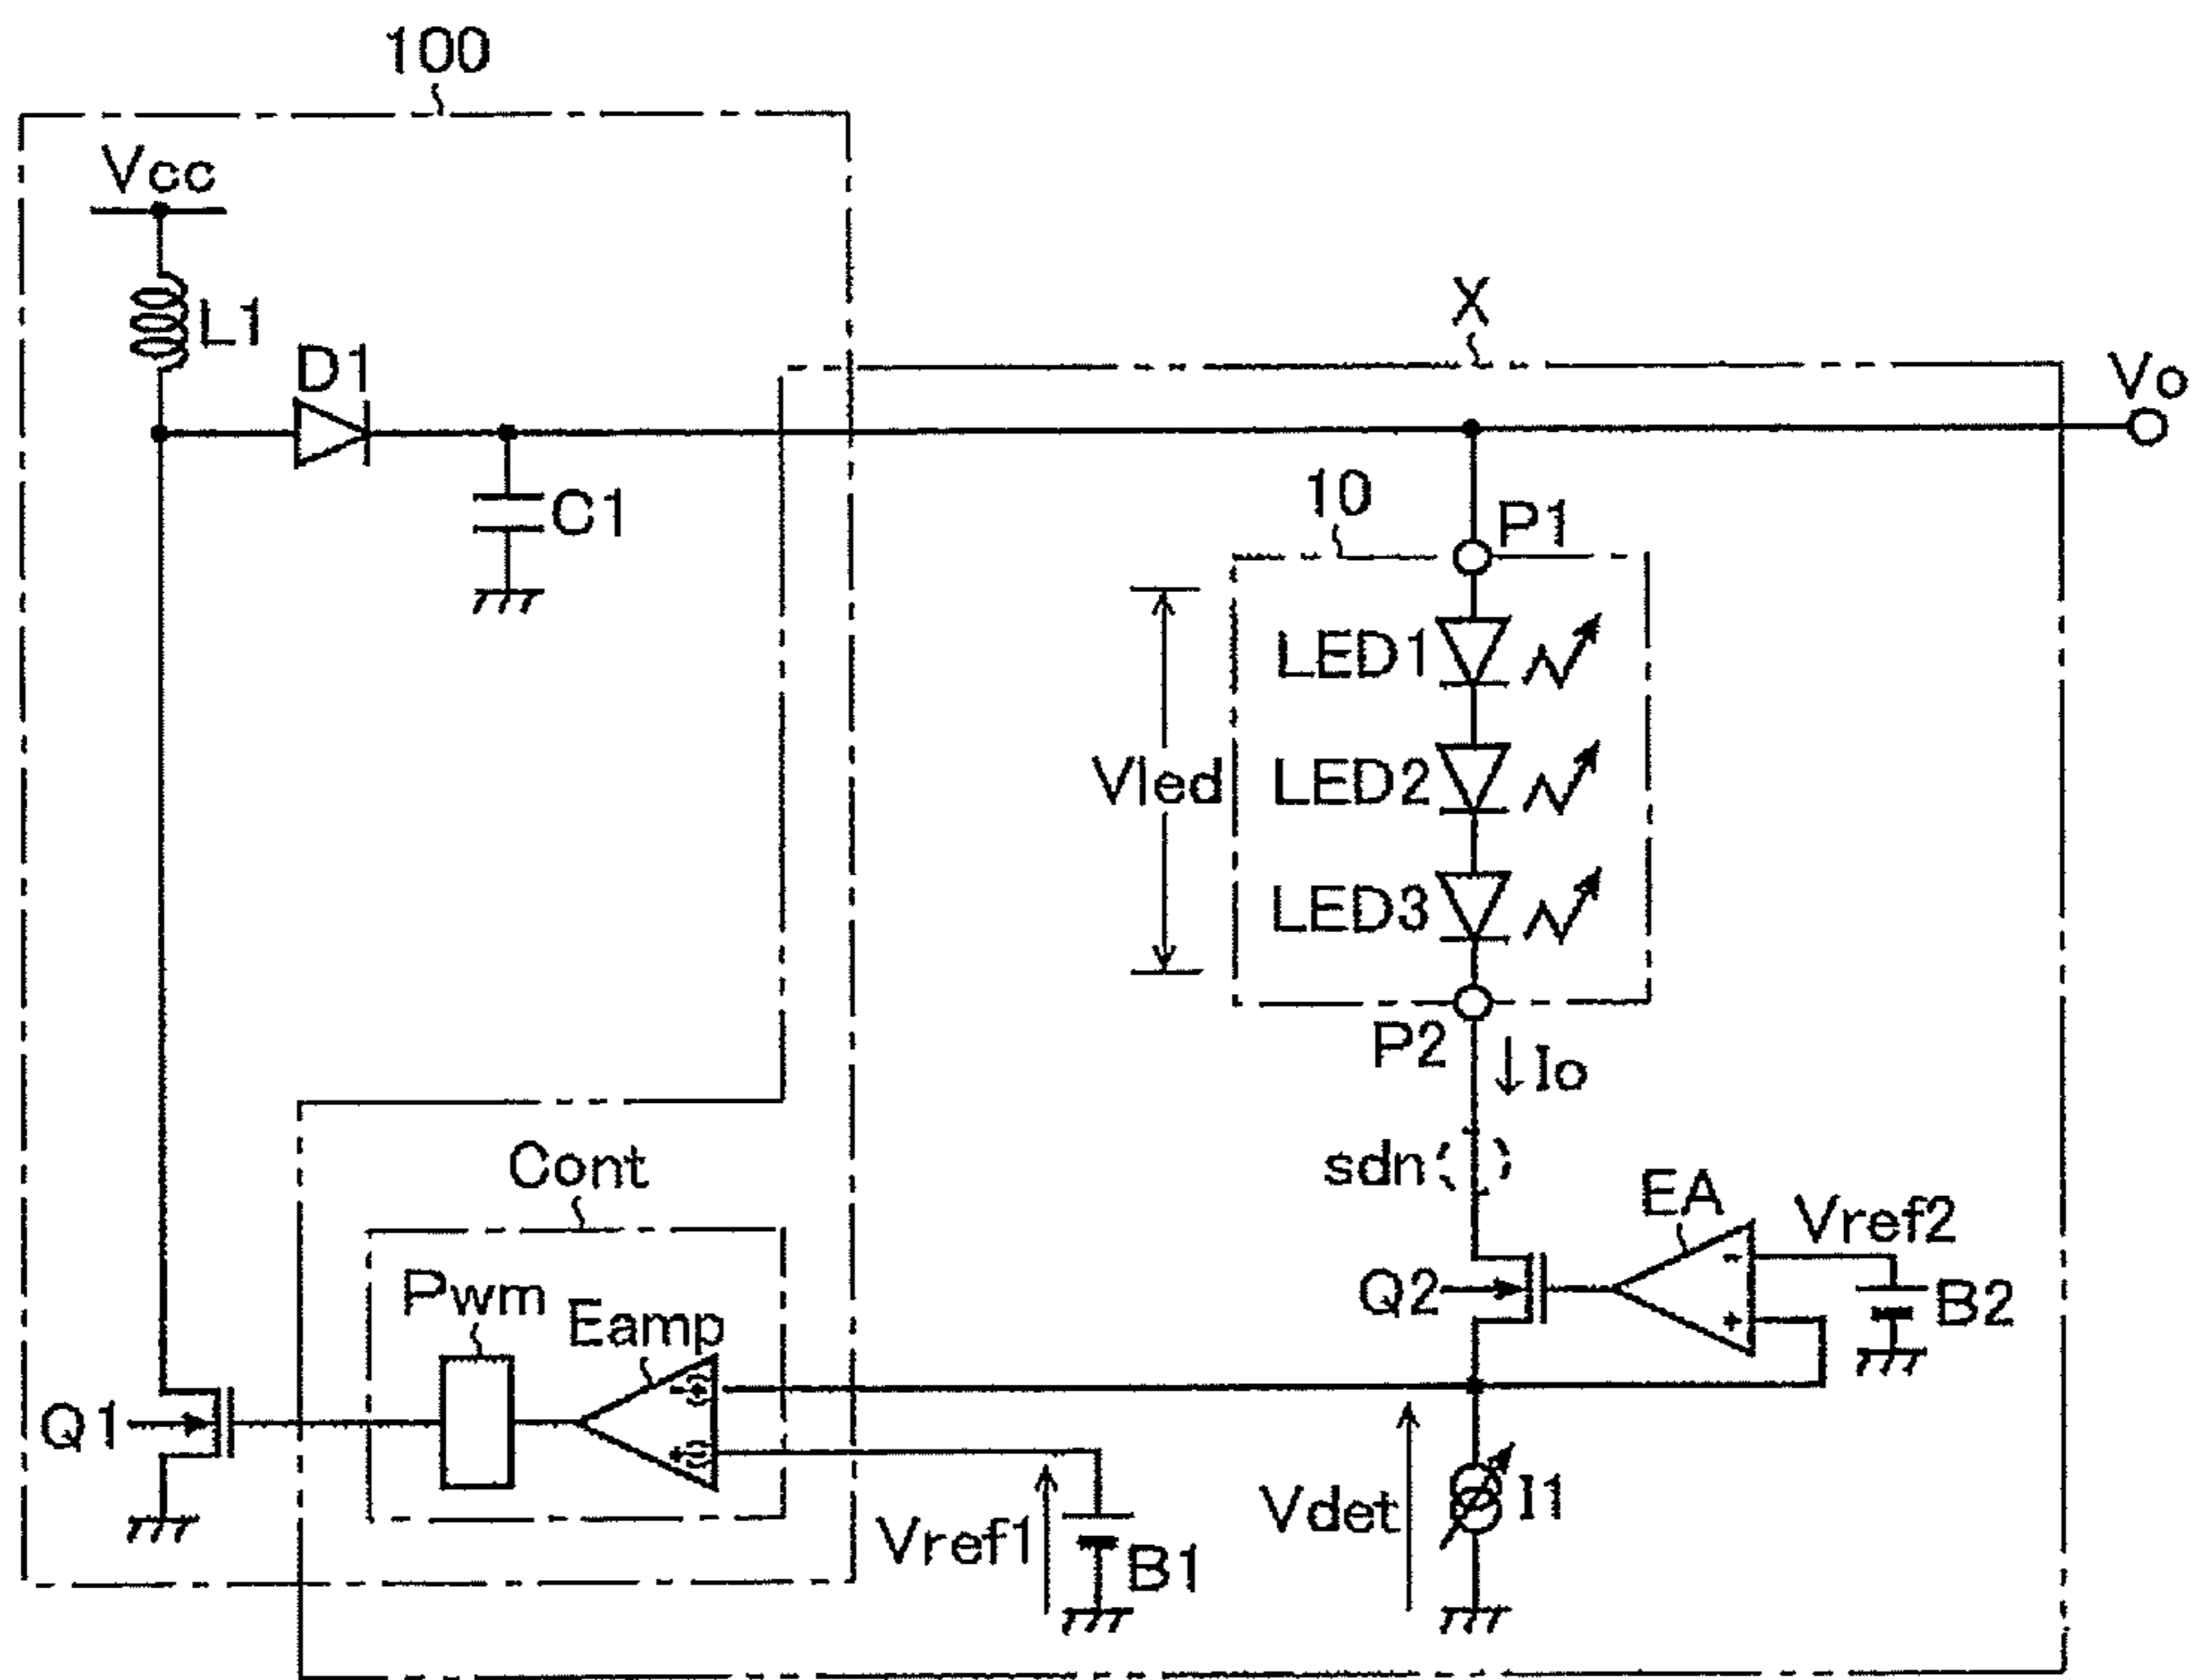 100
Vcc
L1
D1
C1
X
Vo
10
P1
LED1
LED2
LED3
Vled
P2
Io
sdn
EA
Vref2
Q2
-
+
B2
Cont
Pwm
Eamp
-(+)
+(-)
Q1
Vref1
B1
Vdet
I1